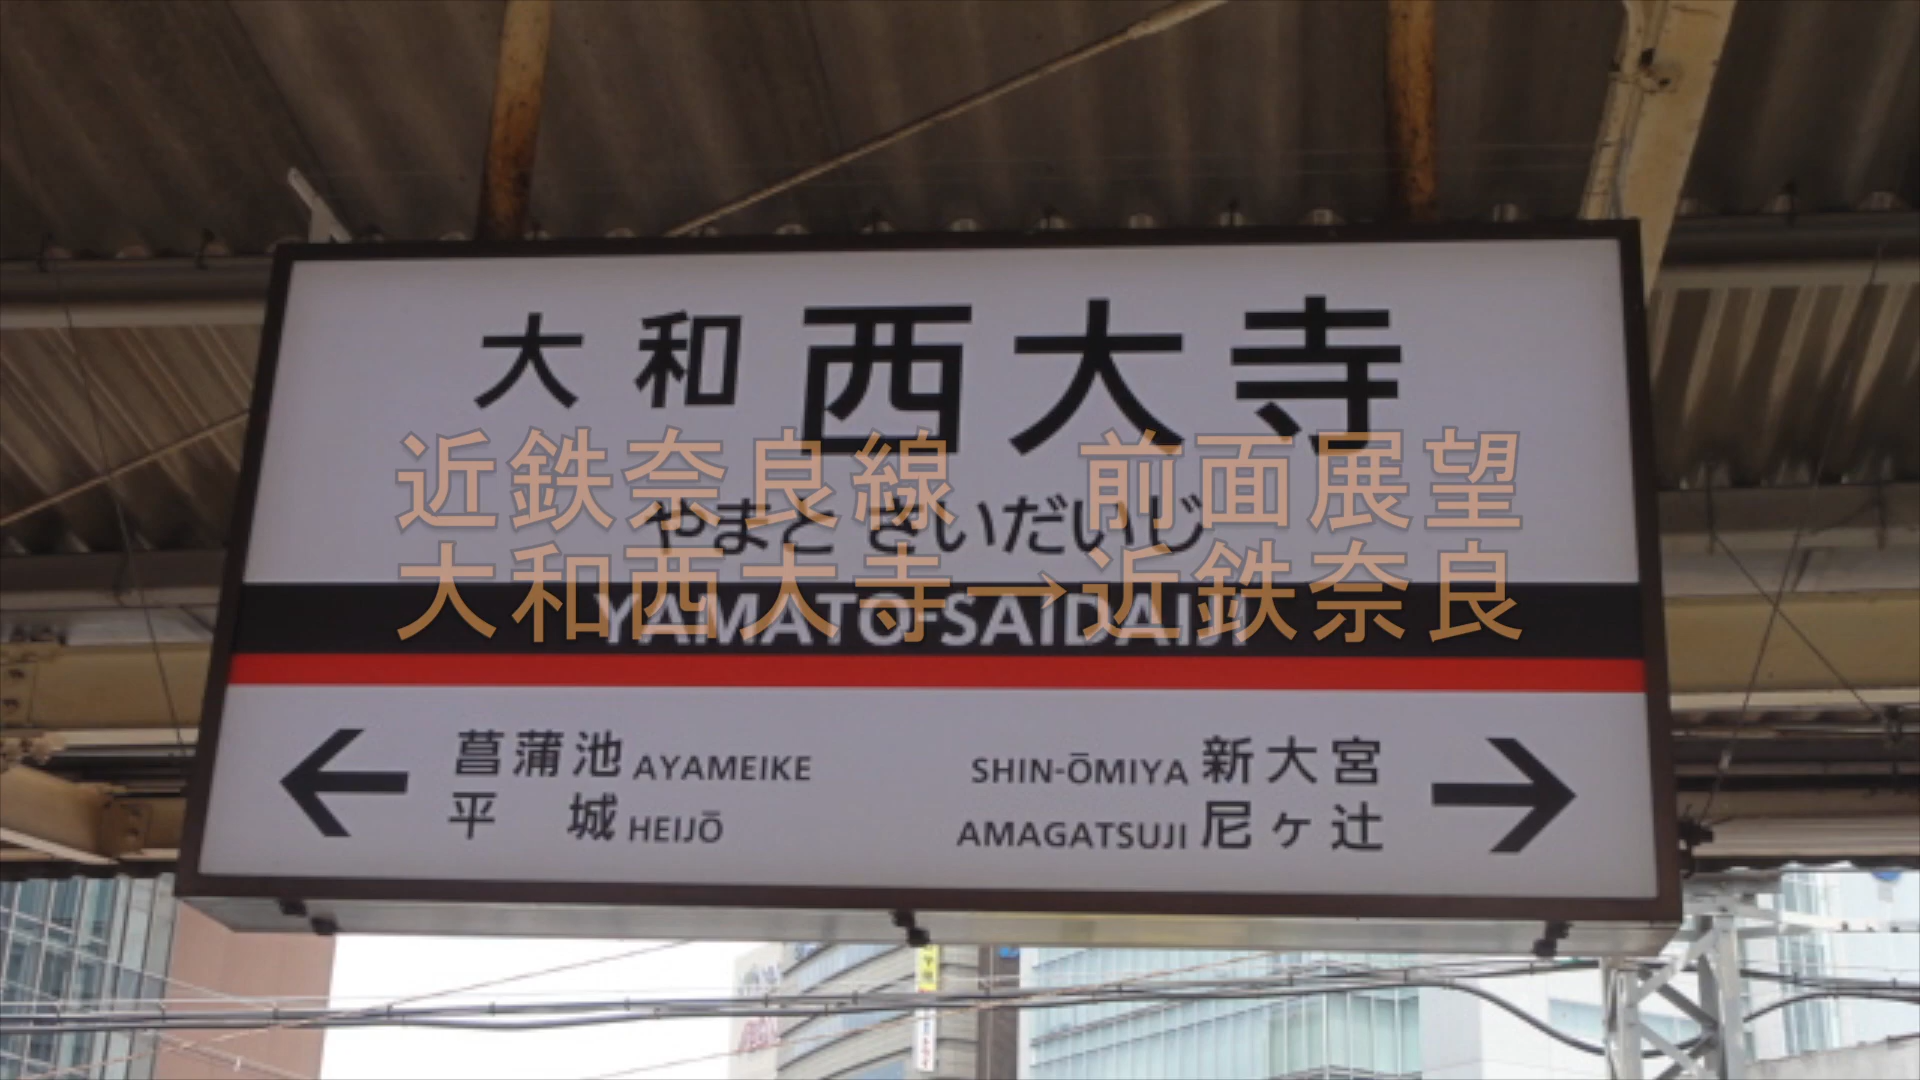 大和西大寺
近鉄奈良線　前面展望
やまと さいだいじ
大和西大寺→近鉄奈良
YAMATO-SAIDAIJI
菖蒲池 AYAMEIKE
SHIN-ŌMIYA 新大宮
平城 HEIJŌ
AMAGATSUJI 尼ヶ辻